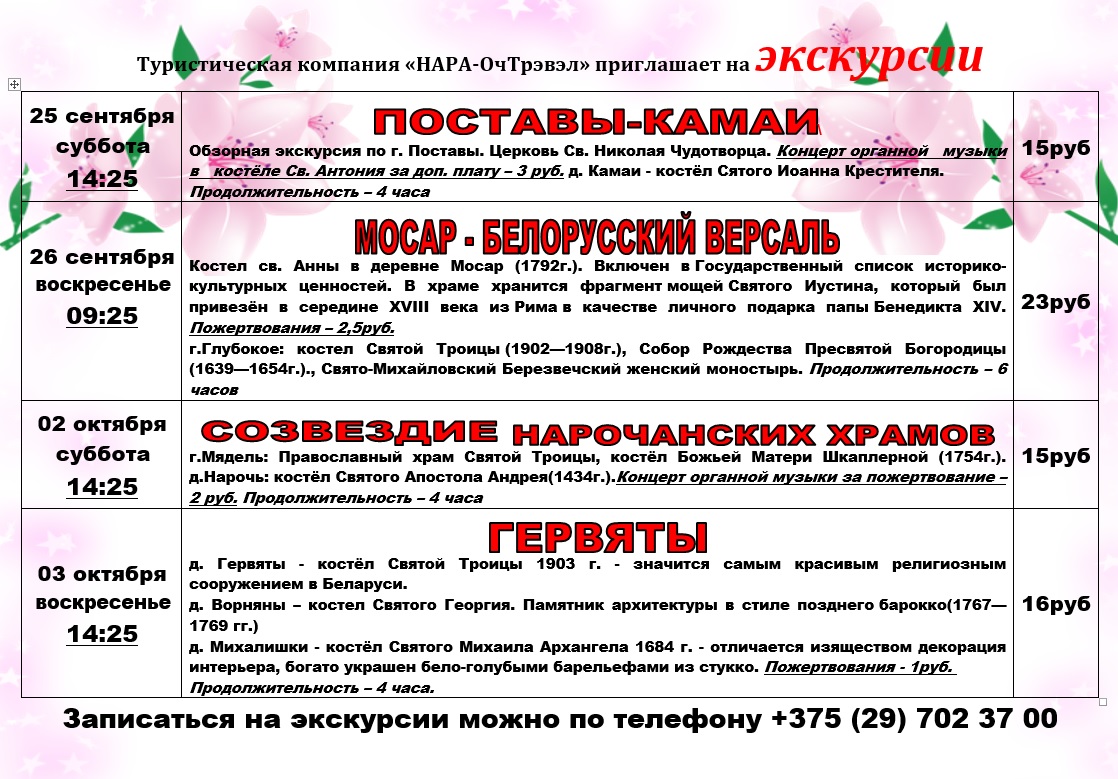 Туристическая компания «НАРА-ОчТрэвэл» приглашает на экскурсии
25 сентября
суббота
14:25
ПОСТАВЫ-КАМАИ
Обзорная экскурсия по г. Поставы. Церковь Св. Николая Чудотворца. Концерт органной музыки
в костёле Св. Антония за доп. плату – 3 руб. д. Камаи - костёл Сятого Иоанна Крестителя.
Продолжительность – 4 часа
15руб
26 сентября
воскресенье
09:25
МОСАР - БЕЛОРУССКИЙ ВЕРСАЛЬ
Костел св. Анны в деревне Мосар (1792г.). Включен в Государственный список историко-
культурных ценностей. В храме хранится фрагмент мощей Святого Иустина, который был
привезён в середине XVIII века из Рима в качестве личного подарка папы Бенедикта XIV.
Пожертвования – 2,5руб.
г.Глубокое: костел Святой Троицы (1902—1908г.), Собор Рождества Пресвятой Богородицы
(1639—1654г.)., Свято-Михайловский Березвечский женский моностырь. Продолжительность – 6
часов
23руб
02 октября
суббота
14:25
СОЗВЕЗДИЕ НАРОЧАНСКИХ ХРАМОВ
г.Мядель: Православный храм Святой Троицы, костёл Божьей Матери Шкаплерной (1754г.).
д.Нарочь: костёл Святого Апостола Андрея(1434г.).Концерт органной музыки за пожертвование –
2 руб. Продолжительность – 4 часа
15руб
03 октября
воскресенье
14:25
ГЕРВЯТЫ
д. Гервяты - костёл Святой Троицы 1903 г. - значится самым красивым религиозным
сооружением в Беларуси.
д. Ворняны – костел Святого Георгия. Памятник архитектуры в стиле позднего барокко(1767—
1769 гг.)
д. Михалишки - костёл Святого Михаила Архангела 1684 г. - отличается изяществом декорация
интерьера, богато украшен бело-голубыми барельефами из стукко. Пожертвования - 1руб.
Продолжительность – 4 часа.
16руб
Записаться на экскурсии можно по телефону +375 (29) 702 37 00